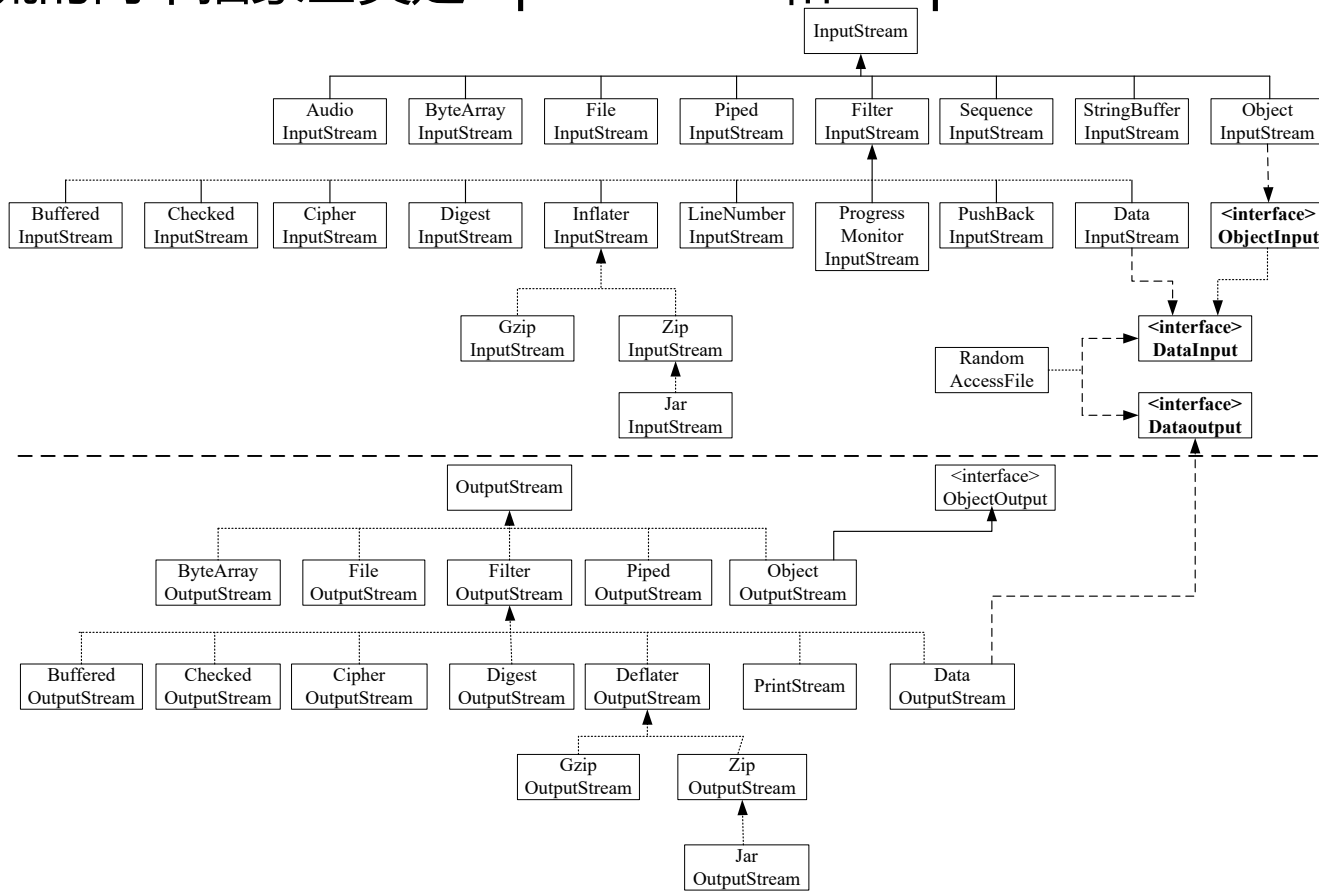 InputStream
Audio
InputStream
ByteArray
InputStream
File
InputStream
Piped
InputStream
Filter
InputStream
Sequence
InputStream
StringBuffer
InputStream
Object
InputStream
Buffered
InputStream
Checked
InputStream
Cipher
InputStream
Digest
InputStream
Inflater
InputStream
LineNumber
InputStream
Progress
Monitor
InputStream
PushBack
InputStream
Data
InputStream
<interface>
ObjectInput
Gzip
InputStream
Zip
InputStream
<interface>
DataInput
Random
AccessFile
Jar
InputStream
<interface>
Dataoutput
OutputStream
<interface>
ObjectOutput
ByteArray
OutputStream
File
OutputStream
Filter
OutputStream
Piped
OutputStream
Object
OutputStream
Buffered
OutputStream
Checked
OutputStream
Cipher
OutputStream
Digest
OutputStream
Deflater
OutputStream
PrintStream
Data
OutputStream
Gzip
OutputStream
Zip
OutputStream
Jar
OutputStream